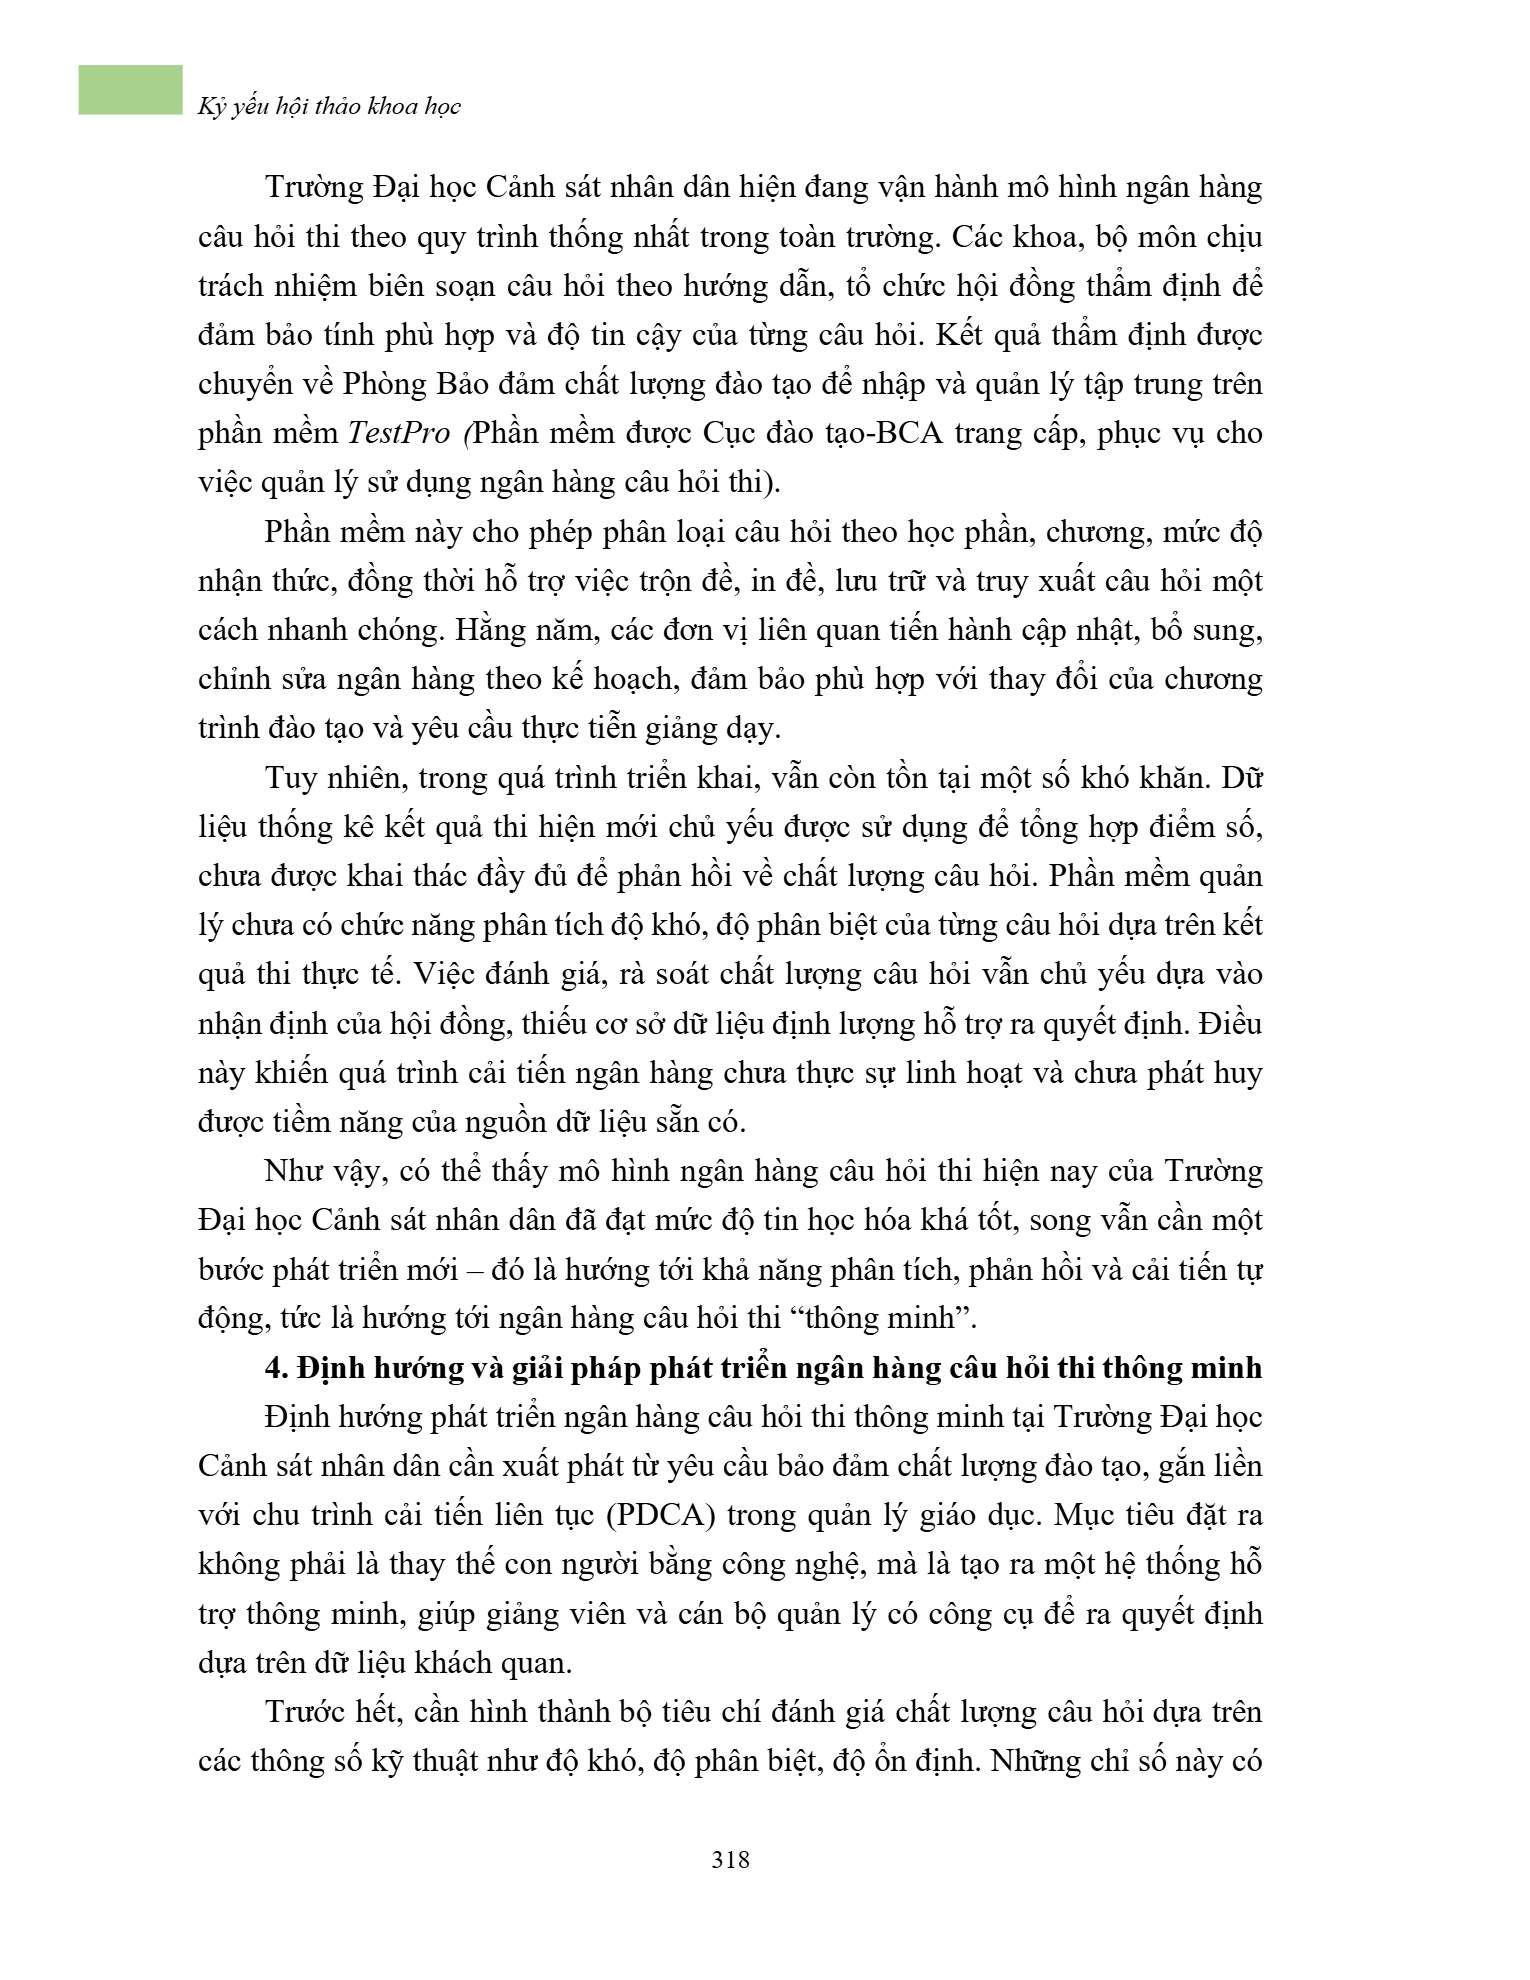 Kỷ yếu hội thảo khoa học
Trường Đại học Cảnh sát nhân dân hiện đang vận hành mô hình ngân hàng
câu hỏi thi theo quy trình thống nhất trong toàn trường. Các khoa, bộ môn chịu
trách nhiệm biên soạn câu hỏi theo hướng dẫn, tổ chức hội đồng thẩm định để
đảm bảo tính phù hợp và độ tin cậy của từng câu hỏi. Kết quả thẩm định được
chuyển về Phòng Bảo đảm chất lượng đào tạo để nhập và quản lý tập trung trên
phần mềm TestPro (Phần mềm được Cục đào tạo-BCA trang cấp, phục vụ cho
việc quản lý sử dụng ngân hàng câu hỏi thi).
Phần mềm này cho phép phân loại câu hỏi theo học phần, chương, mức độ
nhận thức, đồng thời hỗ trợ việc trộn đề, in đề, lưu trữ và truy xuất câu hỏi một
cách nhanh chóng. Hằng năm, các đơn vị liên quan tiến hành cập nhật, bổ sung,
chỉnh sửa ngân hàng theo kế hoạch, đảm bảo phù hợp với thay đổi của chương
trình đào tạo và yêu cầu thực tiễn giảng dạy.
Tuy nhiên, trong quá trình triển khai, vẫn còn tồn tại một số khó khăn. Dữ
liệu thống kê kết quả thi hiện mới chủ yếu được sử dụng để tổng hợp điểm số,
chưa được khai thác đầy đủ để phản hồi về chất lượng câu hỏi. Phần mềm quản
lý chưa có chức năng phân tích độ khó, độ phân biệt của từng câu hỏi dựa trên kết
quả thi thực tế. Việc đánh giá, rà soát chất lượng câu hỏi vẫn chủ yếu dựa vào
nhận định của hội đồng, thiếu cơ sở dữ liệu định lượng hỗ trợ ra quyết định. Điều
này khiến quá trình cải tiến ngân hàng chưa thực sự linh hoạt và chưa phát huy
được tiềm năng của nguồn dữ liệu sẵn có.
Như vậy, có thể thấy mô hình ngân hàng câu hỏi thi hiện nay của Trường
Đại học Cảnh sát nhân dân đã đạt mức độ tin học hóa khá tốt, song vẫn cần một
bước phát triển mới – đó là hướng tới khả năng phân tích, phản hồi và cải tiến tự
động, tức là hướng tới ngân hàng câu hỏi thi “thông minh”.
4. Định hướng và giải pháp phát triển ngân hàng câu hỏi thi thông minh
Định hướng phát triển ngân hàng câu hỏi thi thông minh tại Trường Đại học
Cảnh sát nhân dân cần xuất phát từ yêu cầu bảo đảm chất lượng đào tạo, gắn liền
với chu trình cải tiến liên tục (PDCA) trong quản lý giáo dục. Mục tiêu đặt ra
không phải là thay thế con người bằng công nghệ, mà là tạo ra một hệ thống hỗ
trợ thông minh, giúp giảng viên và cán bộ quản lý có công cụ để ra quyết định
dựa trên dữ liệu khách quan.
Trước hết, cần hình thành bộ tiêu chí đánh giá chất lượng câu hỏi dựa trên
các thông số kỹ thuật như độ khó, độ phân biệt, độ ổn định. Những chỉ số này có
318